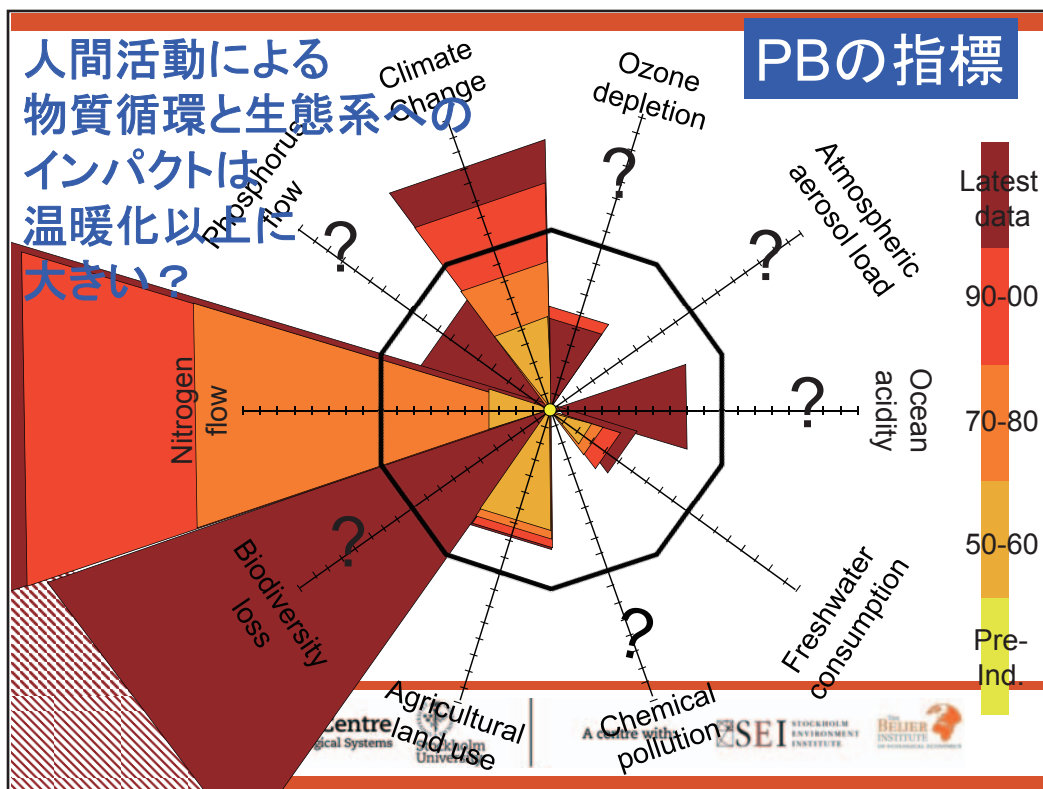 人間活動による
物質循環と生態系への
インパクトは
温暖化以上に
大きい？
PBの指標
Climate
Change
Ozone
depletion
Phosphorus
flow
Atmospheric
aerosol load
?
?
?
?
?
?
Nitrogen
flow
Ocean
acidity
Biodiversity
loss
Freshwater
consumption
Agricultural
land use
Chemical
pollution
Latest
data
90-00
70-80
50-60
Pre-
Ind.
Centre
gical Systems
Stockholm
University
A centre with:
SEI
STOCKHOLM
ENVIRONMENT
INSTITUTE
THE
BEIJER
INSTITUTE
OF ECOLOGICAL ECONOMICS